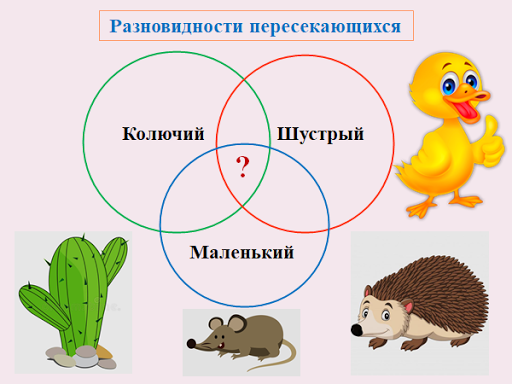 Разновидности пересекающихся
Колючий
Шустрый
?
Маленький